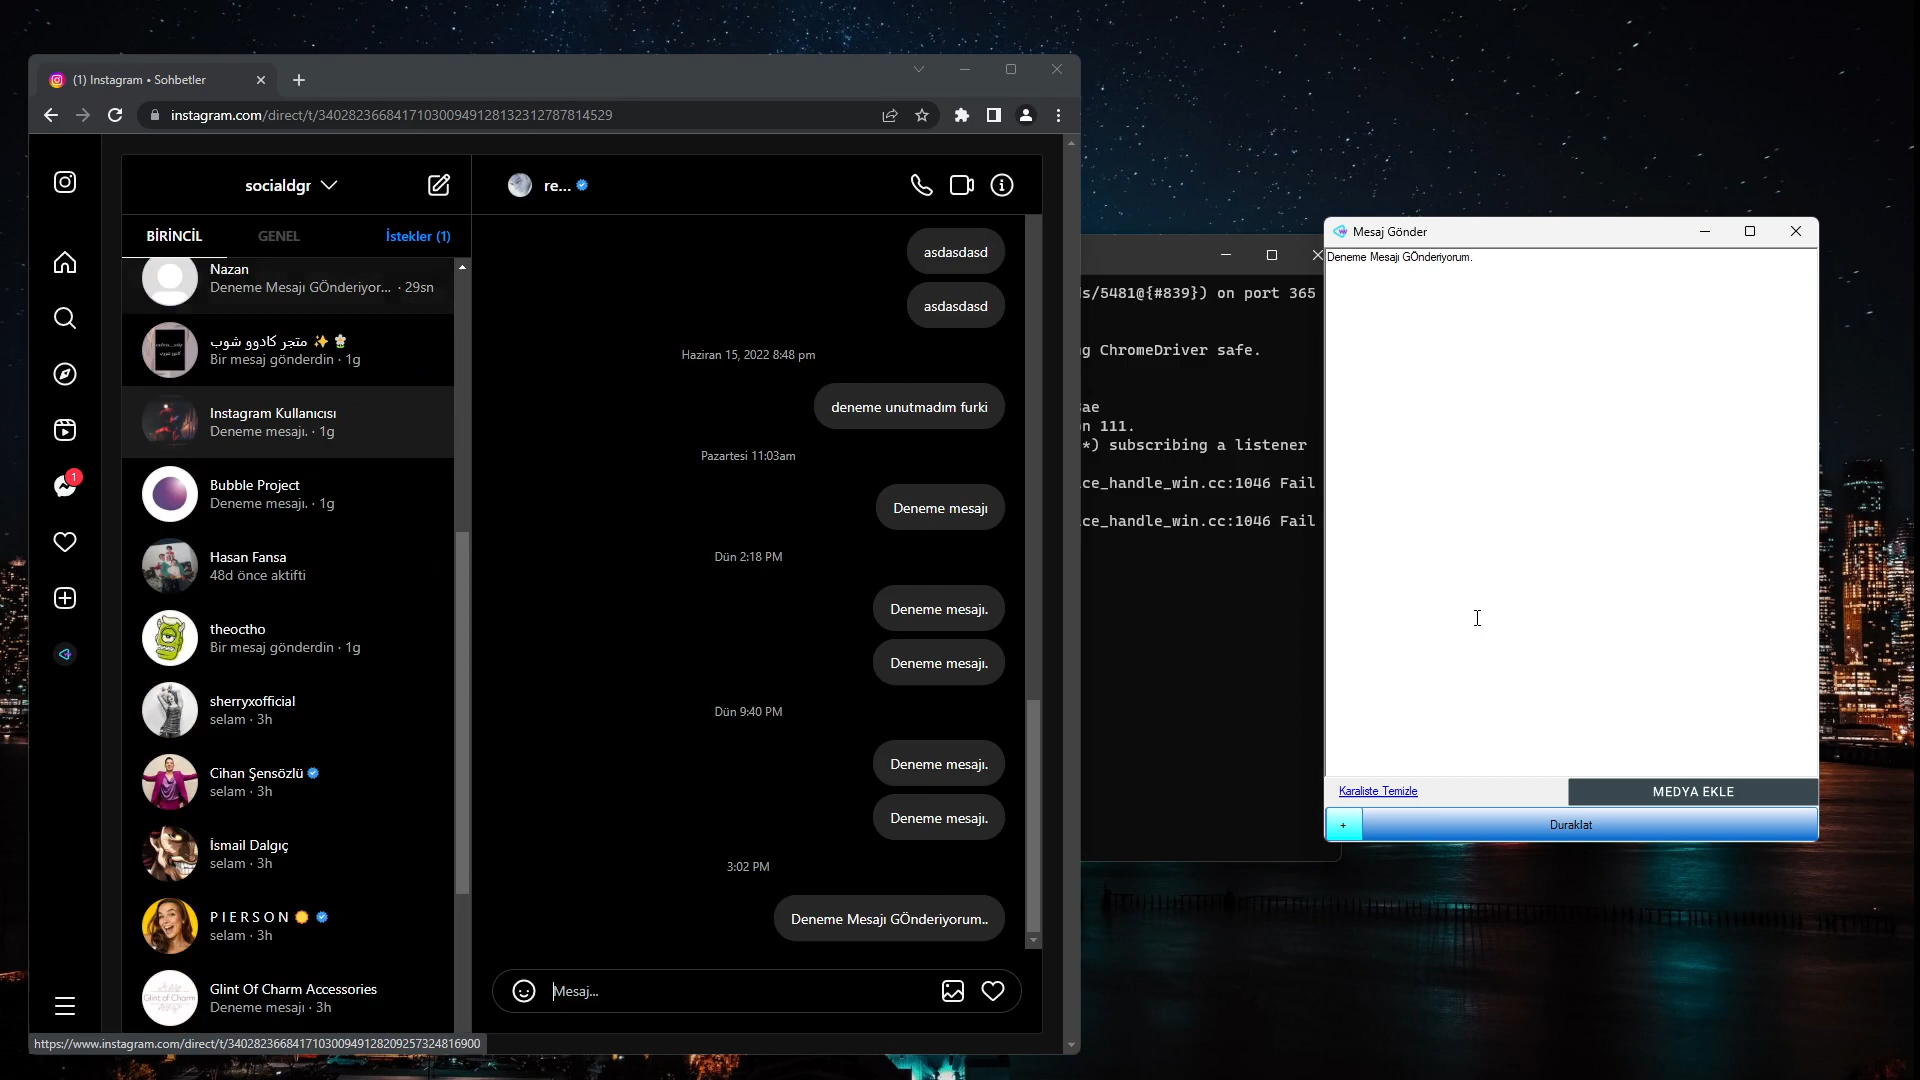 (1) Instagram • Sohbetler
instagram.com/direct/t/340282366841710300949128132312787814529
socialdgr
BİRİNCİL
GENEL
İstekler (1)
Nazan
Deneme Mesajı GÖnderiyor... · 29sn
متجر كادوو شوب ✨
Bir mesaj gönderdin · 1g
Instagram Kullanıcısı
Deneme mesajı. · 1g
Bubble Project
Deneme mesajı. · 1g
Hasan Fansa
48d önce aktifti
theoctho
Bir mesaj gönderdin · 1g
sherryxofficial
selam · 3h
Cihan Şensözlü
selam · 3h
İsmail Dalgıç
selam · 3h
P I E R S O N
selam · 3h
Glint Of Charm Accessories
Deneme mesajı · 3h
1
re...
asdasdasd
asdasdasd
Haziran 15, 2022 8:48 pm
deneme unutmadım furki
Pazartesi 11:03am
Deneme mesajı
Dün 2:18 PM
Deneme mesajı.
Deneme mesajı.
Dün 9:40 PM
Deneme mesajı.
Deneme mesajı.
3:02 PM
Deneme Mesajı GÖnderiyorum..
Mesaj...
https://www.instagram.com/direct/t/340282366841710300949128209257324816900
s/5481@{#839}) on port 365
g ChromeDriver safe.
ae
n 111.
*) subscribing a listener
ce_handle_win.cc:1046 Fail
ce_handle_win.cc:1046 Fail
Mesaj Gönder
Deneme Mesajı GÖnderiyorum.
Karaliste Temizle
MEDYA EKLE
+
Duraklat